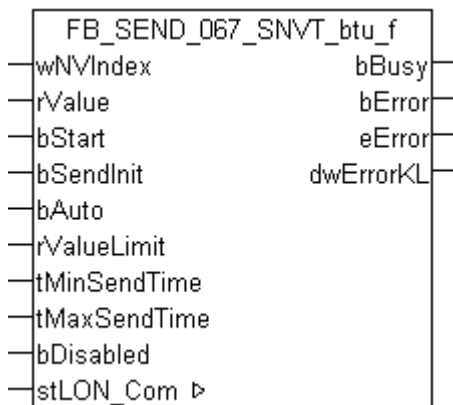 FB_SEND_067_SNVT_btu_f
wNVIndex bBusy
rValue bError
bStart eError
bSendInit dwErrorKL
bAuto
rValueLimit
tMinSendTime
tMaxSendTime
bDisabled
stLON_Com ▷